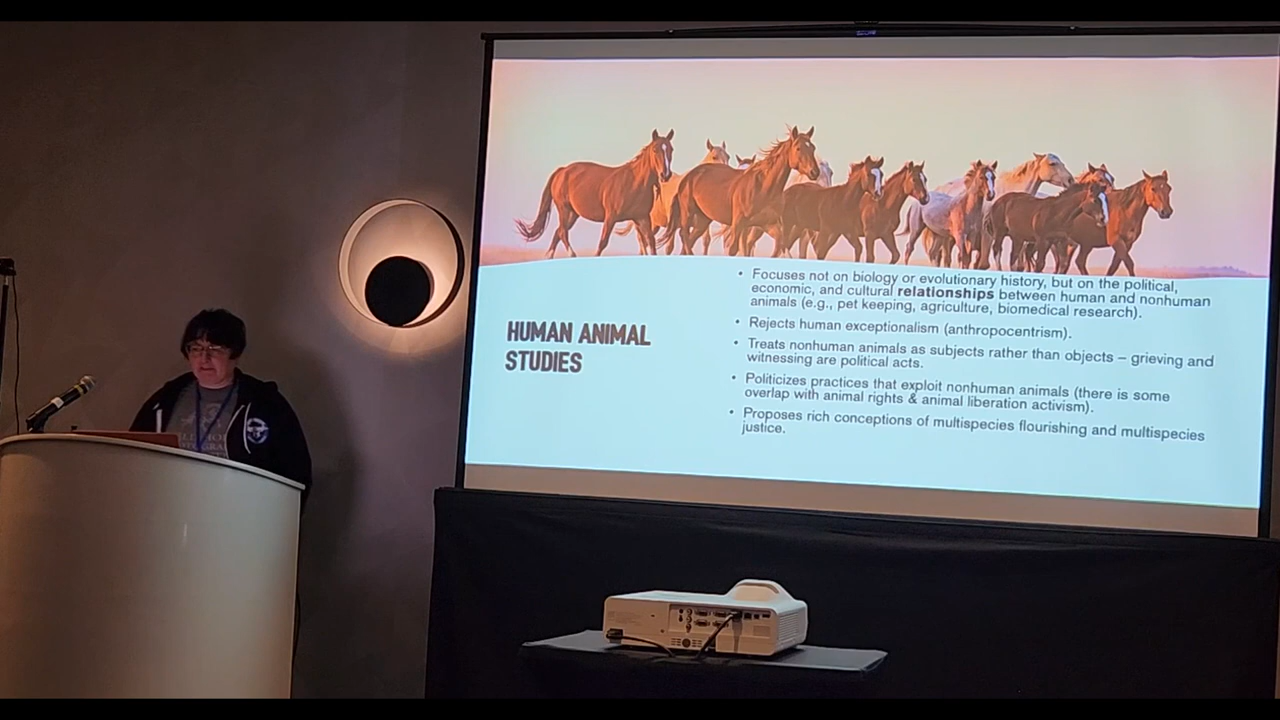 HUMAN ANIMAL
STUDIES
• Focuses not on biology or evolutionary history, but on the political,
economic, and cultural relationships between human and nonhuman
animals (e.g., pet keeping, agriculture, biomedical research).
• Rejects human exceptionalism (anthropocentrism).
• Treats nonhuman animals as subjects rather than objects – grieving and
witnessing are political acts.
• Politicizes practices that exploit nonhuman animals (there is some
overlap with animal rights & animal liberation activism).
• Proposes rich conceptions of multispecies flourishing and multispecies
justice.